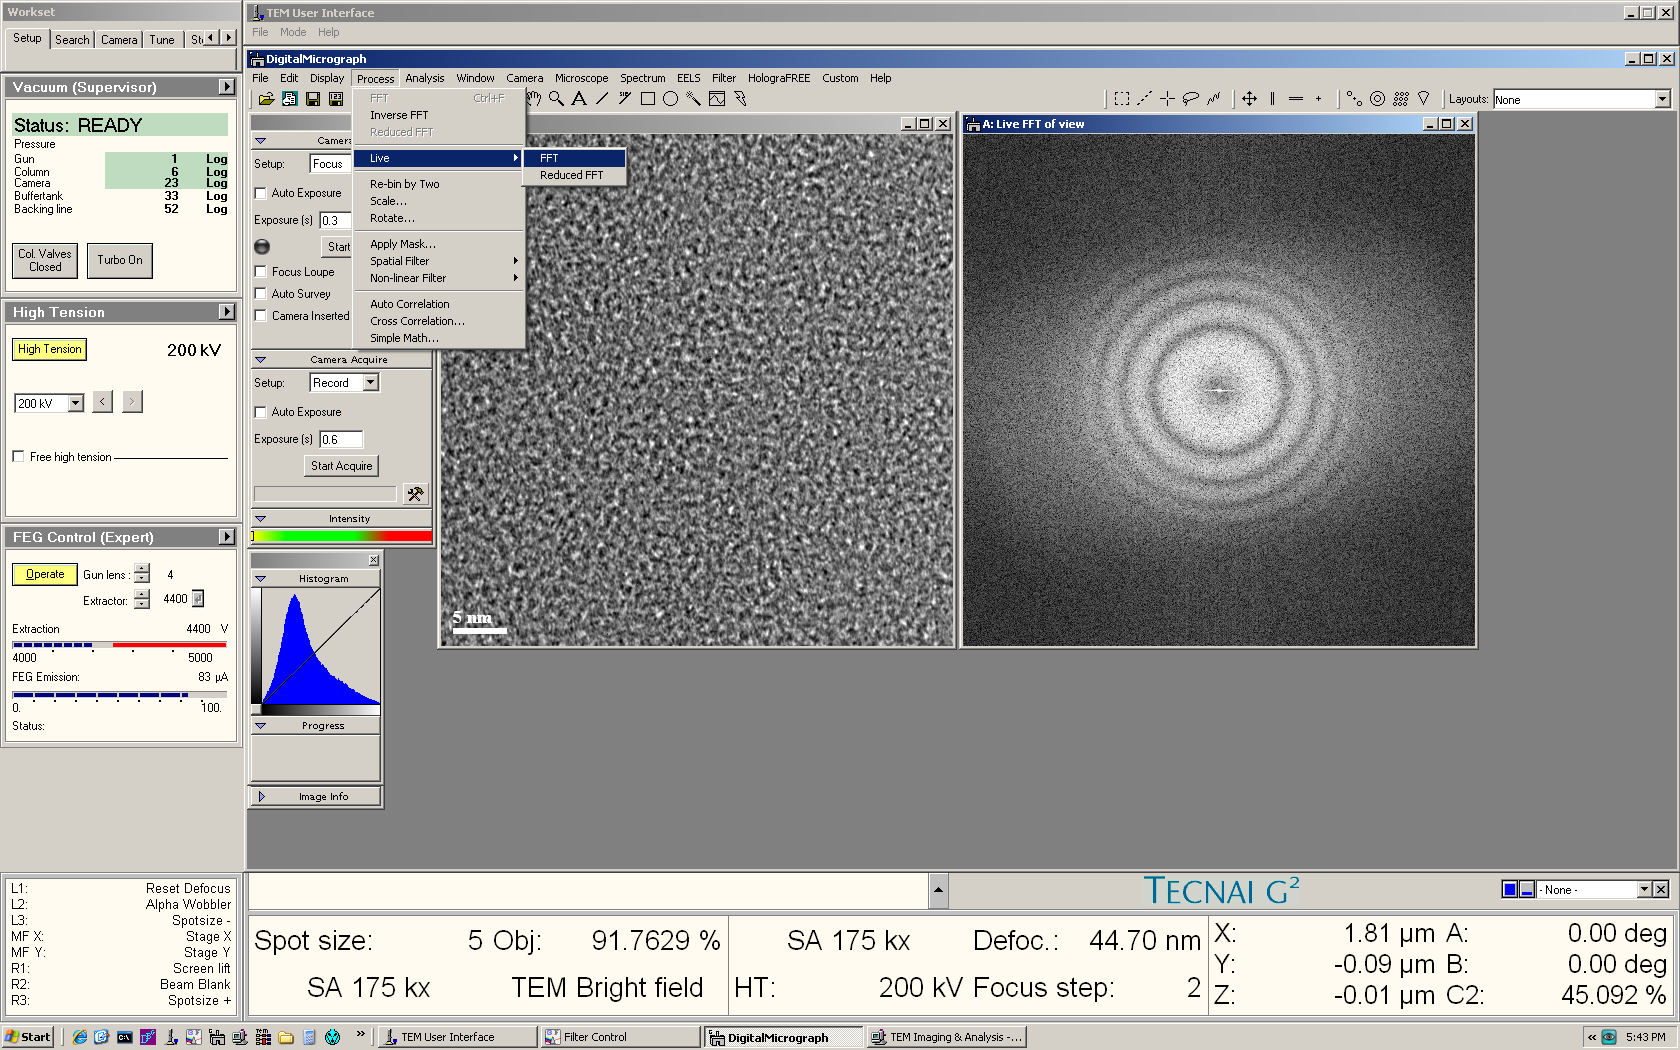 Workset
Setup Search Camera Tune St
Vacuum (Supervisor)
Status: READY
Pressure
Gun 1 Log
Column 6 Log
Camera 23 Log
Buffertank 33 Log
Backing line 52 Log
Col. Valves Closed
Turbo On
High Tension
High Tension 200 kV
200 kV < >
Free high tension
FEG Control (Expert)
Operate Gun lens : 4
Extractor: 4400
Extraction 4400 V
4000 5000
FEG Emission: 83 µA
0. 100.
Status:
L1: Reset Defocus
L2: Alpha Wobbler
L3: Spotsize -
MF X: Stage X
MF Y: Stage Y
R1: Screen lift
R2: Beam Blank
R3: Spotsize +
TEM User Interface
File Mode Help
DigitalMicrograph
File Edit Display Process Analysis Window Camera Microscope Spectrum EELS Filter HolograFREE Custom Help
Layouts: None
FFT Ctrl+F
Inverse FFT
Reduced FFT
Live
Re-bin by Two
Scale...
Rotate...
Apply Mask...
Spatial Filter
Non-linear Filter
Auto Correlation
Cross Correlation...
Simple Math...
FFT
Reduced FFT
Camera
Setup: Focus
Auto Exposure
Exposure (s) 0.3
Start
Focus Loupe
Auto Survey
Camera Inserted
Camera Acquire
Setup: Record
Auto Exposure
Exposure (s) 0.6
Start Acquire
Intensity
Histogram
Progress
Image Info
5 nm
A: Live FFT of view
TECNAI G²
- None -
Spot size: 5 Obj: 91.7629 %
SA 175 kx TEM Bright field
SA 175 kx Defoc.: 44.70 nm
HT: 200 kV Focus step: 2
X: 1.81 µm A: 0.00 deg
Y: -0.09 µm B: 0.00 deg
Z: -0.01 µm C2: 45.092 %
Start
TEM User Interface
Filter Control
DigitalMicrograph
TEM Imaging & Analysis -...
5:43 PM